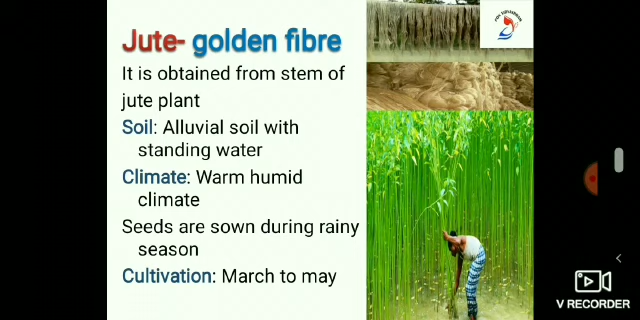 Jute- golden fibre
It is obtained from stem of
jute plant
Soil: Alluvial soil with
standing water
Climate: Warm humid
climate
Seeds are sown during rainy
season
Cultivation: March to may
V RECORDER